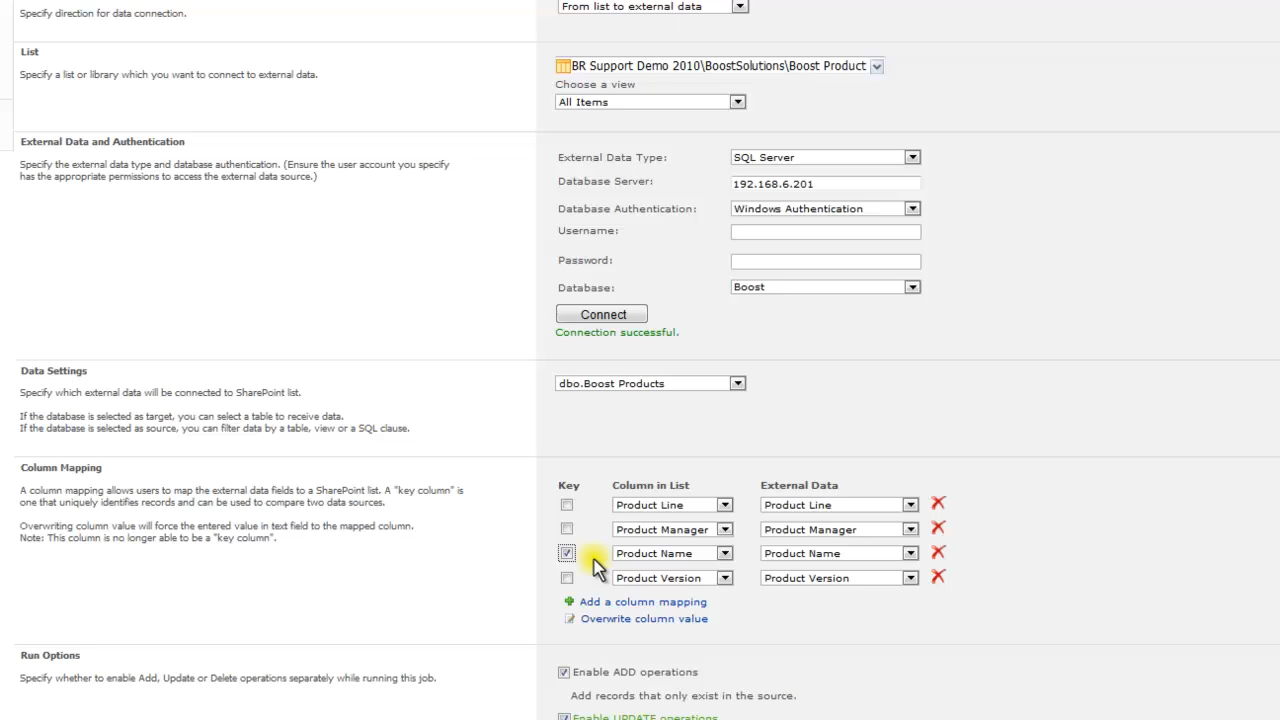 Specify direction for data connection.
From list to external data
List
Specify a list or library which you want to connect to external data.
BR Support Demo 2010\BoostSolutions\Boost Product
Choose a view
All Items
External Data and Authentication
Specify the external data type and database authentication. (Ensure the user account you specify
has the appropriate permissions to access the external data source.)
External Data Type:
SQL Server
Database Server:
192.168.6.201
Database Authentication:
Windows Authentication
Username:
Password:
Database:
Boost
Connect
Connection successful.
Data Settings
Specify which external data will be connected to SharePoint list.
If the database is selected as target, you can select a table to receive data.
If the database is selected as source, you can filter data by a table, view or a SQL clause.
dbo.Boost Products
Column Mapping
A column mapping allows users to map the external data fields to a SharePoint list. A "key column" is
one that uniquely identifies records and can be used to compare two data sources.
Overwriting column value will force the entered value in text field to the mapped column.
Note: This column is no longer able to be a "key column".
Key Column in List External Data
Product Line Product Line
Product Manager Product Manager
Product Name Product Name
Product Version Product Version
Add a column mapping
Overwrite column value
Run Options
Specify whether to enable Add, Update or Delete operations separately while running this job.
Enable ADD operations
Add records that only exist in the source.
Enable UPDATE operations